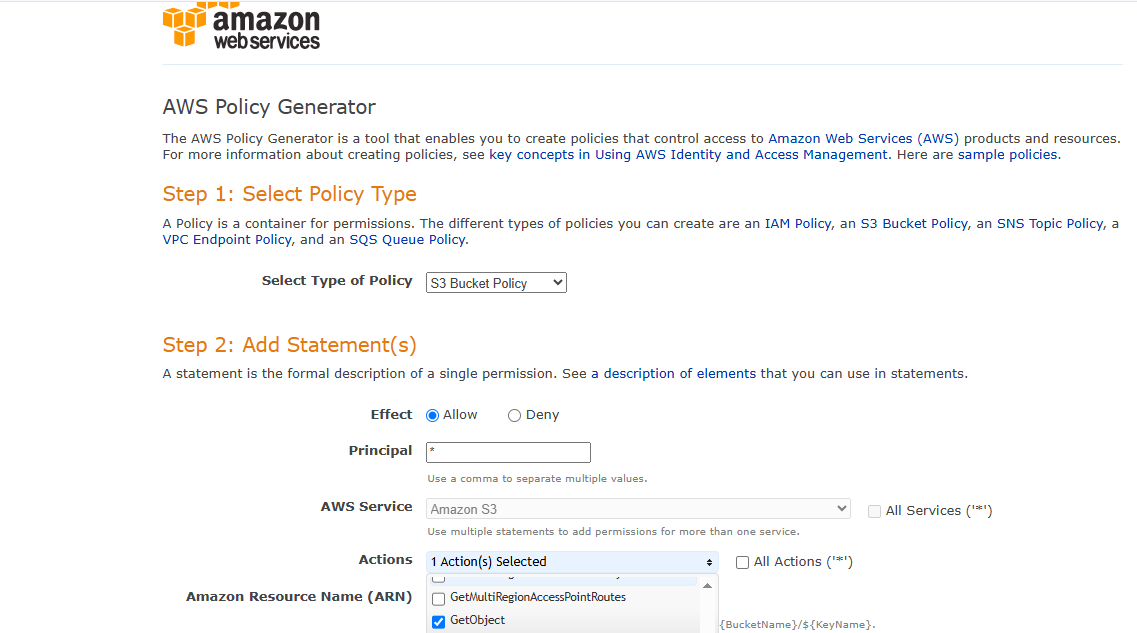 amazon
web services
AWS Policy Generator
The AWS Policy Generator is a tool that enables you to create policies that control access to Amazon Web Services (AWS) products and resources.
For more information about creating policies, see key concepts in Using AWS Identity and Access Management. Here are sample policies.
Step 1: Select Policy Type
A Policy is a container for permissions. The different types of policies you can create are an IAM Policy, an S3 Bucket Policy, an SNS Topic Policy, a
VPC Endpoint Policy, and an SQS Queue Policy.
Select Type of Policy S3 Bucket Policy
Step 2: Add Statement(s)
A statement is the formal description of a single permission. See a description of elements that you can use in statements.
Effect Allow Deny
Principal *
Use a comma to separate multiple values.
AWS Service Amazon S3 All Services ('*')
Use multiple statements to add permissions for more than one service.
Actions 1 Action(s) Selected All Actions ('*')
GetMultiRegionAccessPointRoutes
Amazon Resource Name (ARN)
GetObject
{BucketName}/${KeyName}.